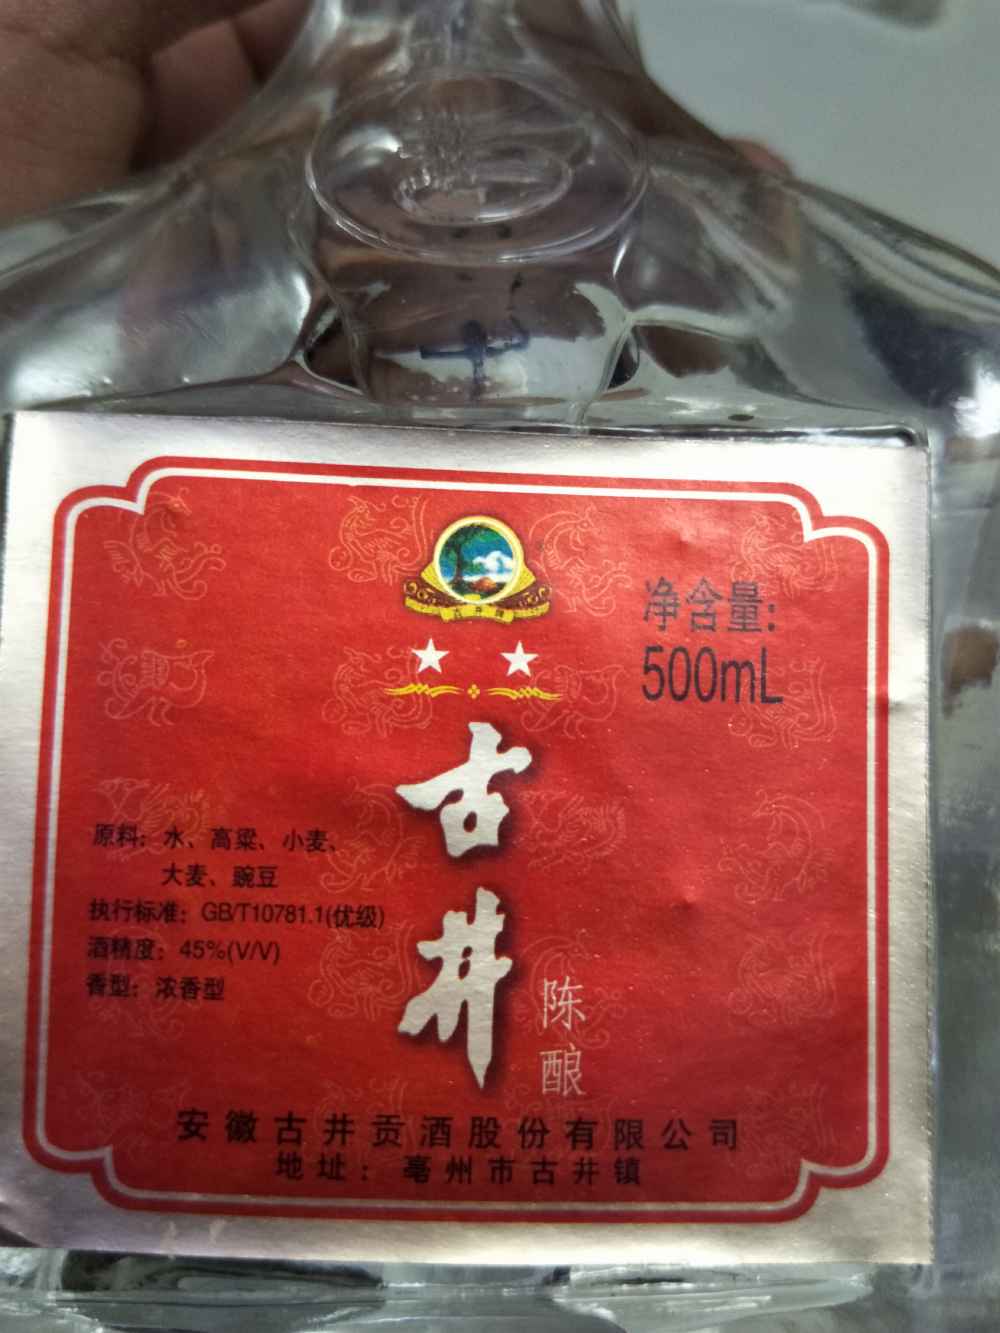 古井牌
净含量:
500mL
古井
陈酿
原料: 水、高粱、小麦、
大麦、豌豆
执行标准: GB/T10781.1(优级)
酒精度: 45%(V/V)
香型: 浓香型
安徽古井贡酒股份有限公司
地址: 亳州市古井镇